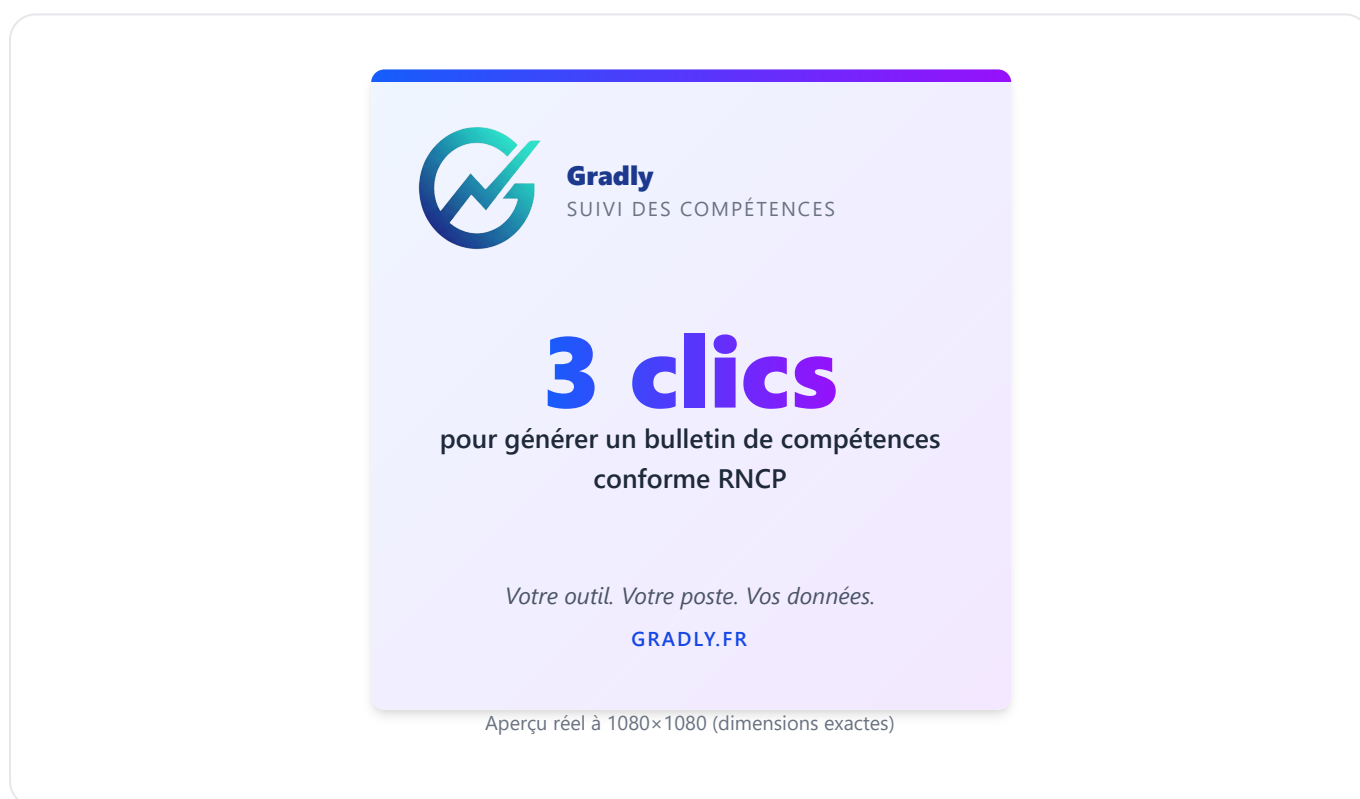 Gradly
SUIVI DES COMPÉTENCES
3 clics
pour générer un bulletin de compétences
conforme RNCP
Votre outil. Votre poste. Vos données.
GRADLY.FR
Aperçu réel à 1080×1080 (dimensions exactes)